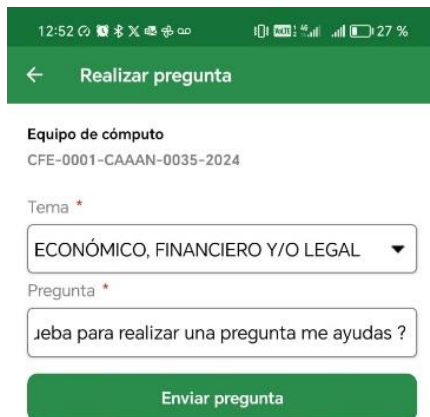 12:52 27 %
Realizar pregunta
Equipo de cómputo
CFE-0001-CAAAN-0035-2024
Tema *
ECONÓMICO, FINANCIERO Y/O LEGAL
Pregunta *
para realizar una pregunta me ayudas ?
Enviar pregunta